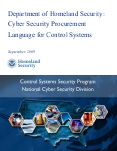 Department of Homeland Security:
Cyber Security Procurement
Language for Control Systems
September 2009
Homeland
Security
Control Systems Security Program
National Cyber Security Division